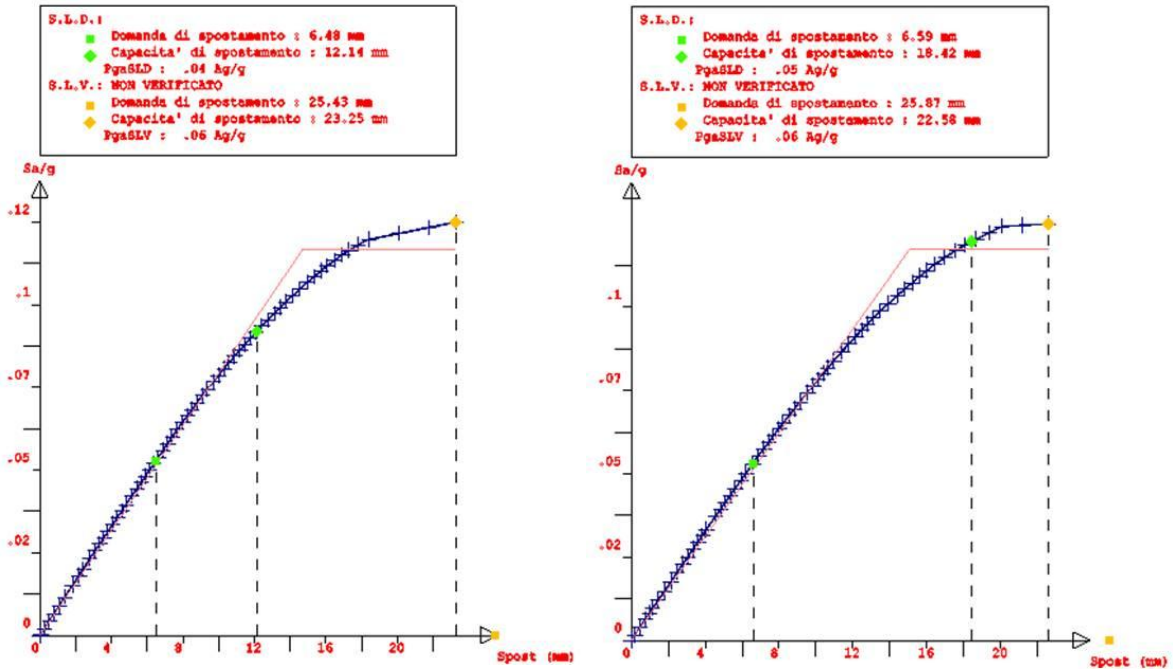 S.L.D.:
Domanda di spostamento : 6.48 mm
Capacita' di spostamento : 12.14 mm
PgaSLD : .04 Ag/g
S.L.V.: NON VERIFICATO
Domanda di spostamento : 25.43 mm
Capacita' di spostamento : 23.25 mm
PgaSLV : .06 Ag/g
Sa/g
.12
.1
.07
.05
.02
0
0 4 8 12 16 20
Spost (mm)
S.L.D.:
Domanda di spostamento : 6.59 mm
Capacita' di spostamento : 18.42 mm
PgaSLD : .05 Ag/g
S.L.V.: NON VERIFICATO
Domanda di spostamento : 25.87 mm
Capacita' di spostamento : 22.58 mm
PgaSLV : .06 Ag/g
Sa/g
.1
.07
.05
.02
0
0 4 8 12 16 20
Spost (mm)